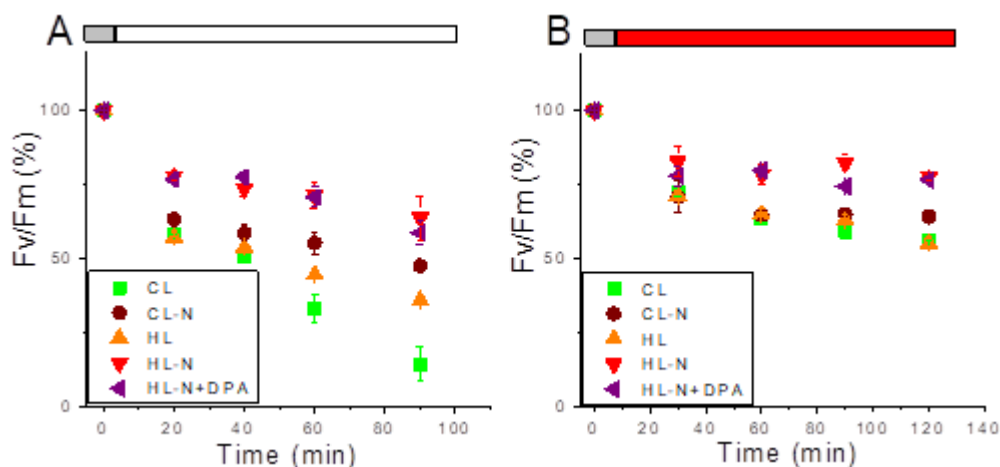 A
B
Fv/Fm (%)
100
50
0
CL
CL-N
HL
HL-N
HL-N+DPA
0 20 40 60 80 100
Time (min)
Fv/Fm (%)
100
50
0
CL
CL-N
HL
HL-N
HL-N+DPA
0 20 40 60 80 100 120 140
Time (min)